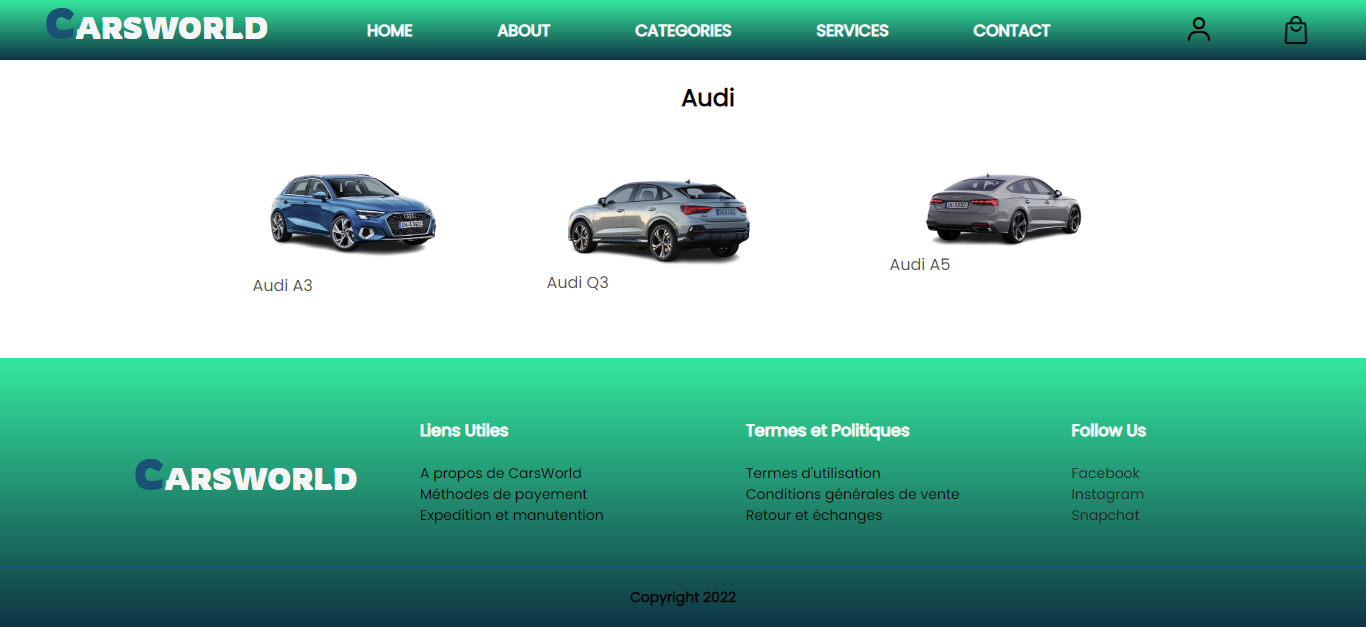 CARSWORLD
HOME
ABOUT
CATEGORIES
SERVICES
CONTACT
Audi
Audi A3
Audi Q3
Audi A5
CARSWORLD
Liens Utiles
A propos de CarsWorld
Méthodes de payement
Expedition et manutention
Termes et Politiques
Termes d'utilisation
Conditions générales de vente
Retour et échanges
Follow Us
Facebook
Instagram
Snapchat
Copyright 2022